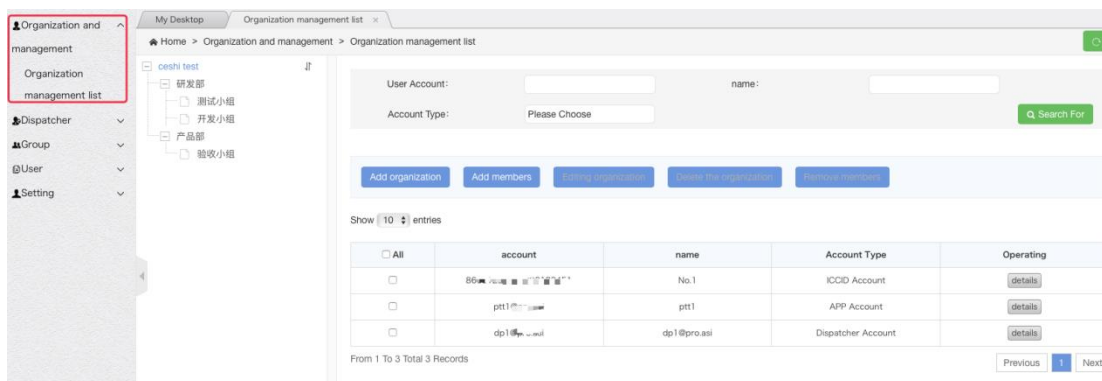 Organization and
management
Organization
management list
Dispatcher
Group
User
Setting
My Desktop
Organization management list ×
Home > Organization and management > Organization management list
ceshi test
研发部
测试小组
开发小组
产品部
验收小组
User Account:
name:
Account Type:
Please Choose
Search For
Add organization
Add members
Editing organization
Delete the organization
Remove members
Show 10 entries
All account name Account Type Operating
No.1 ICCID Account details
ptt1 APP Account details
dp1@pro.asi Dispatcher Account details
From 1 To 3 Total 3 Records
Previous 1 Next